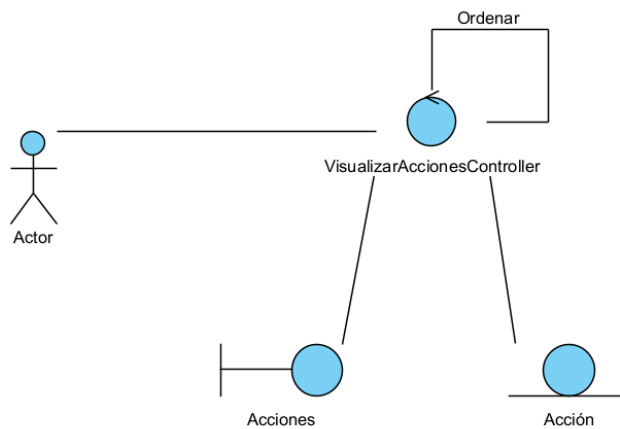 Ordenar
VisualizarAccionesController
Actor
Acciones
Acción